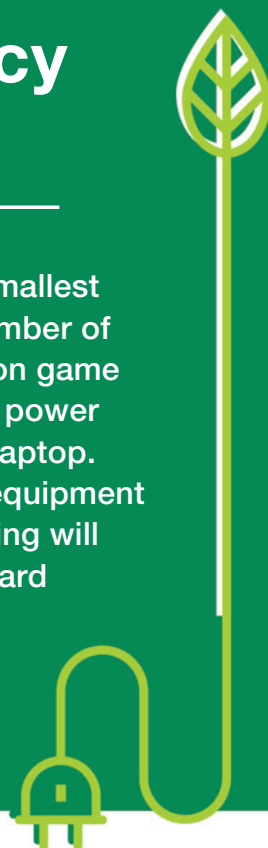 cy
mallest
mber of
on game
power
aptop.
equipment
ing will
ard